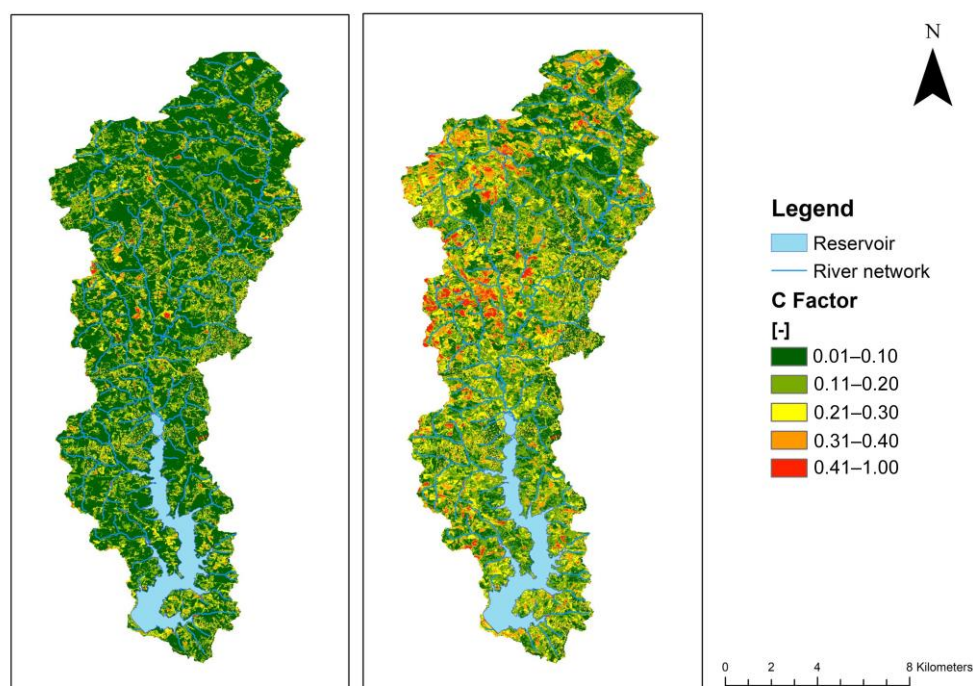 N
Legend
Reservoir
River network
C Factor
[-]
0.01–0.10
0.11–0.20
0.21–0.30
0.31–0.40
0.41–1.00
0 2 4 8 Kilometers